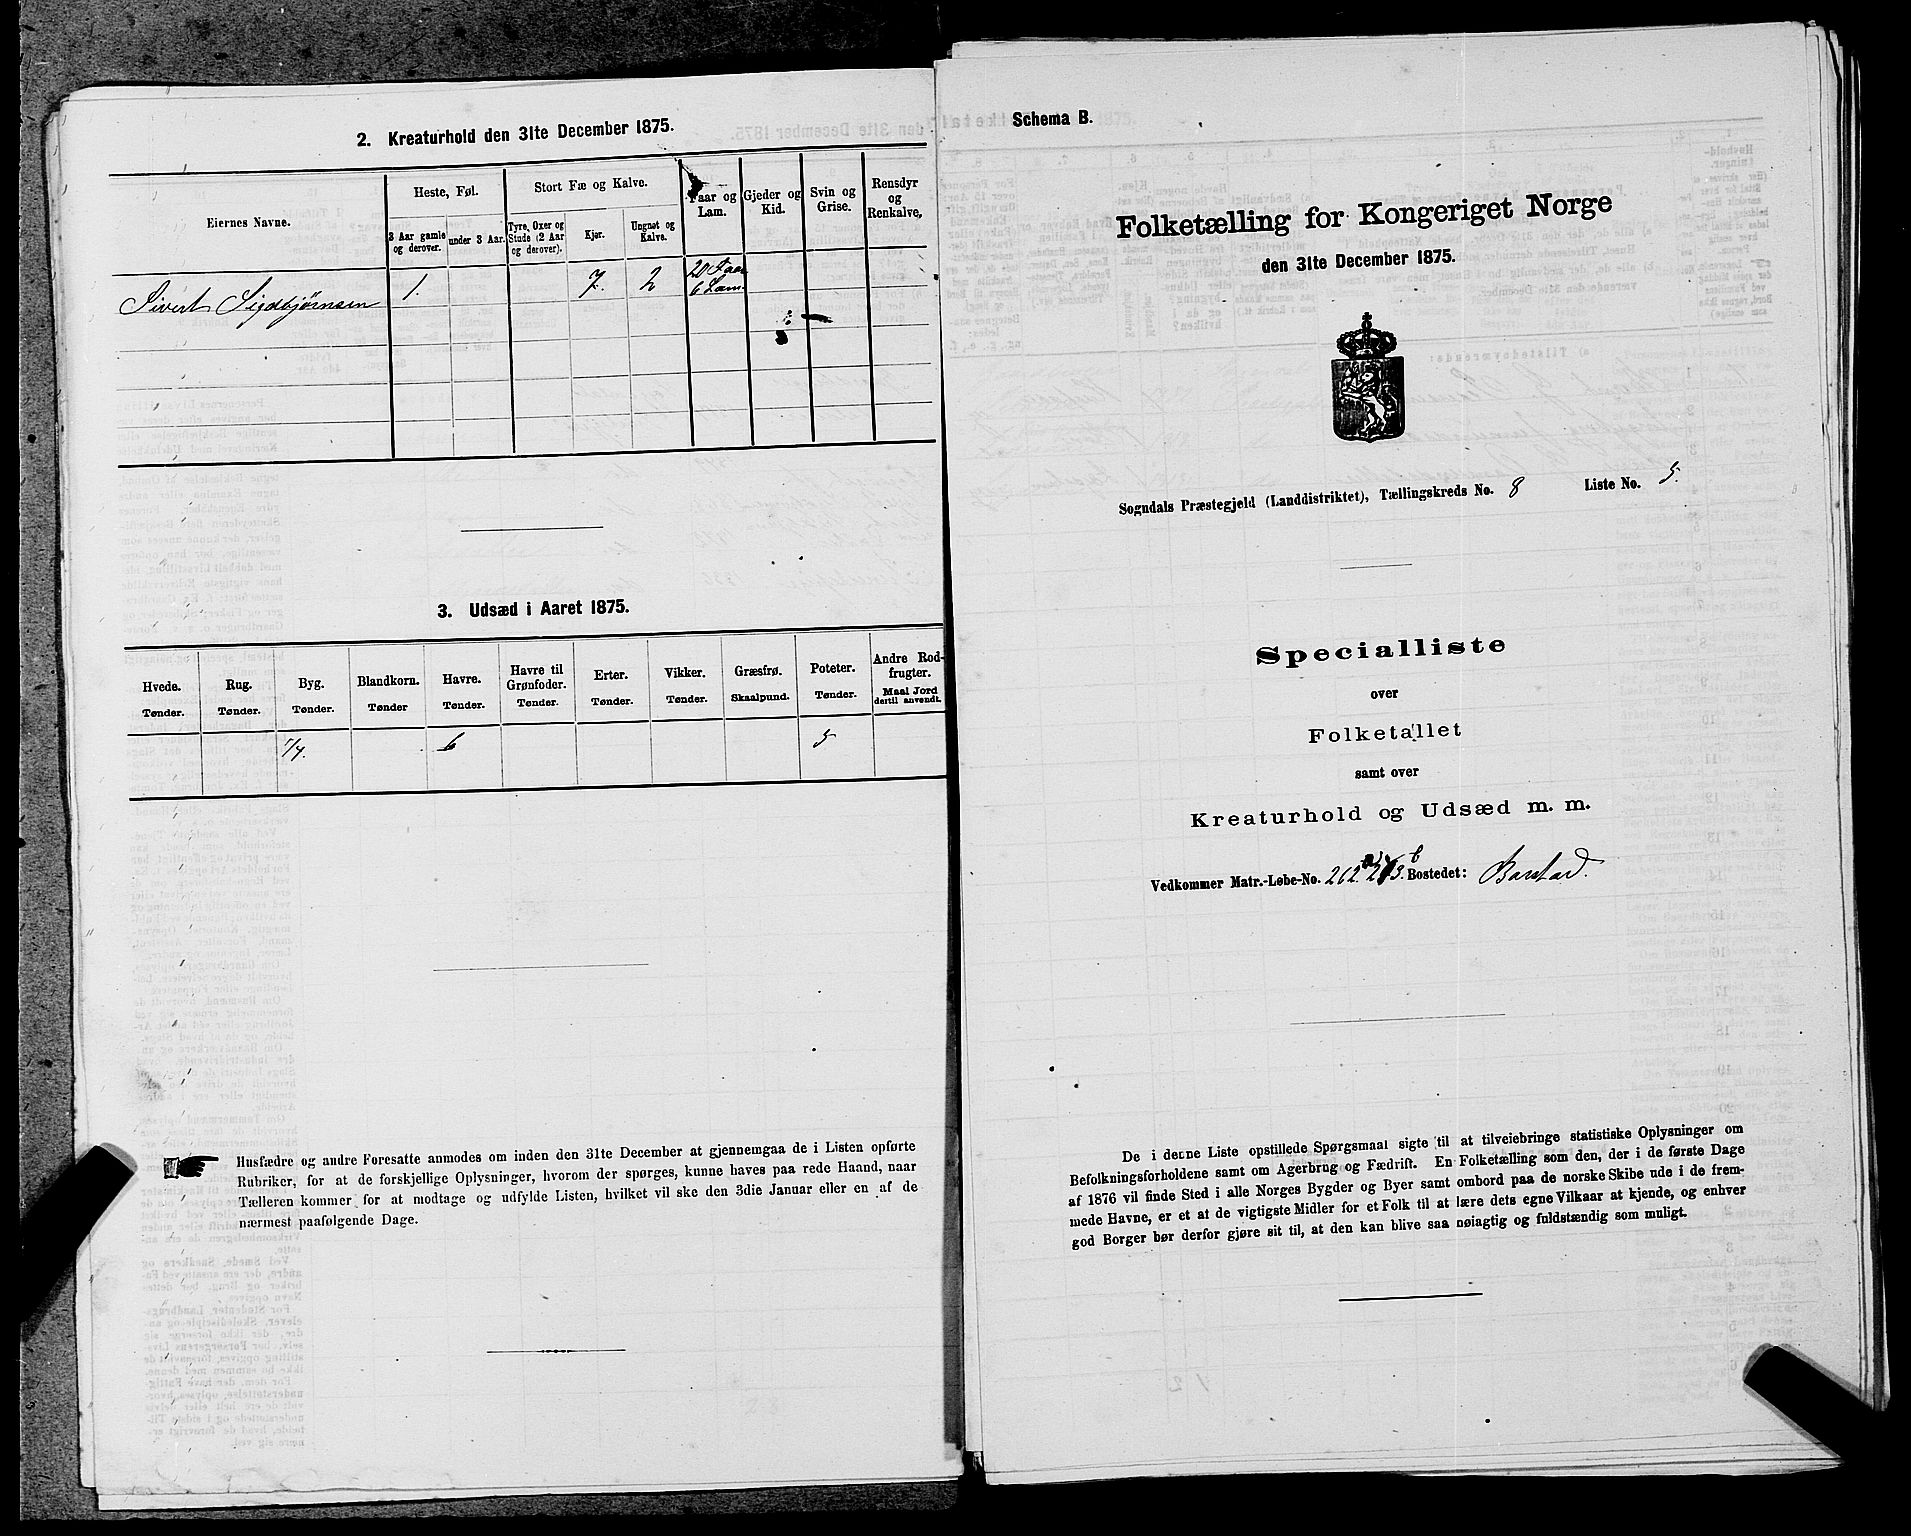 2. Kreaturhold den 31te December 1875.
Eiernes Navne.
Heste, Føl.
3 Aar gamle og derover.
under 3 Aar.
Stort Fæ og Kalve.
Tyre, Oxer og Stude (2 Aar og derover).
Kjør.
Ungnøt og Kalve.
Faar og Lam.
Gjeder og Kid.
Svin og Grise.
Rensdyr og Renkalve.
Sivert Sigbjørnsen 1. 7. 2 20 Faar 6 Lam.
3. Udsæd i Aaret 1875.
Hvede. Tønder.
Rug. Tønder.
Byg. Tønder.
Blandkorn. Tønder
Havre. Tønder.
Havre til Grønfoder. Tønder.
Erter. Tønder.
Vikker. Tønder.
Græsfrø. Skaalpund.
Poteter. Tønder.
Andre Rodfrugter. Maal Jord dertil anvendt.
6 5
Husfædre og andre Foresatte anmodes om inden den 31te December at gjennemgaa de i Listen opførte
Rubriker, for at de forskjellige Oplysninger, hvorom der spørges, kunne haves paa rede Haand, naar
Tælleren kommer for at modtage og udfylde Listen, hvilket vil ske den 3die Januar eller en af de
nærmest paafølgende Dage.
Schema B.
Folketælling for Kongeriget Norge
den 31te December 1875.
Sogndals Præstegjeld (Landdistriktet), Tællingskreds No. 8 Liste No. 5.
Specialliste
over
Folketallet
samt over
Kreaturhold og Udsæd m. m.
Vedkommer Matr.-Løbe-No. Bostedet: Barstad.
De i denne Liste opstillede Spørgsmaal sigte til at tilveiebringe statistiske Oplysninger om
Befolkningsforholdene samt om Agerbrug og Fædrift. En Folketælling som den, der i de første Dage
af 1876 vil finde Sted i alle Norges Bygder og Byer samt ombord paa de norske Skibe ude i de frem-
mede Havne, er et at de vigtigste Midler for et Folk til at lære dets egne Vilkaar at kjende, og enhver
god Borger bør derfor gjøre sit til, at den kan blive saa nøiagtig og fuldstændig som muligt.